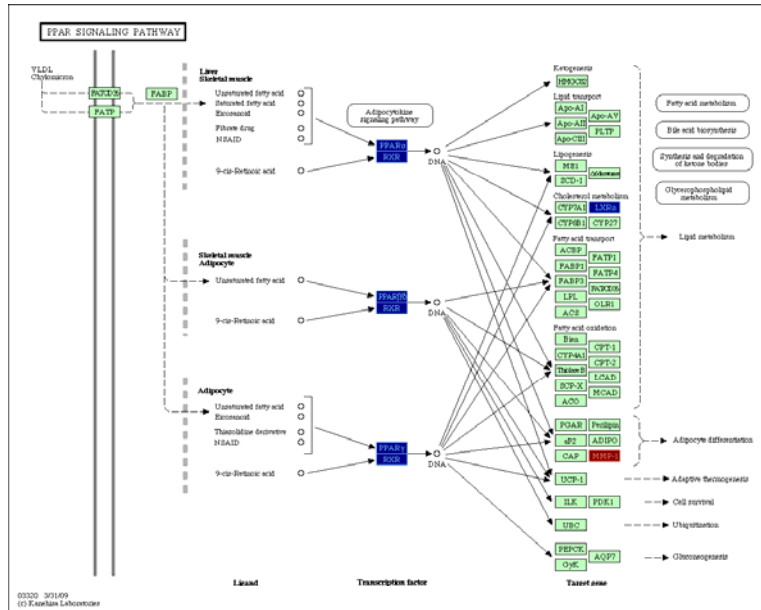 PPAR SIGNALING PATHWAY
VLDL
Chylomicron
FATCD36
FABP
FATP
Liver
Skeletal muscle
Unsaturated fatty acid
Saturated fatty acid
Eicosanoid
Fibrate drug
NSAID
9-cis-Retinoic acid
Adipocytokine
signaling pathway
PPARα
RXR
DNA
Skeletal muscle
Adipocyte
Unsaturated fatty acid
9-cis-Retinoic acid
RXR
DNA
Adipocyte
Unsaturated fatty acid
Eicosanoid
Thiazolidine derivative
NSAID
9-cis-Retinoic acid
PPARγ
RXR
DNA
Ketogenesis
HMGCS2
Lipid transport
Apo-AI
Apo-AII
Apo-AV
Apo-CIII
PLTP
Lipogenesis
ME1
SCD-1
Cholesterol metabolism
CYP7A1 LXRα
CYP8B1 CYP27
Fatty acid transport
ACBP
FATP1
FABP1
FATP4
FABP3
FATCD36
LPL
OLR1
ACS
Fatty acid oxidation
Bien
CPT-1
CYP4A1
CPT-2
Thiolase B
LCAD
SCP-X
MCAD
ACO
PGAR Perilipin
aP2 ADIPO
CAP MMP-1
UCP-1
ILK PDK1
UBC
PEPCK
AQP7
GyK
Fatty acid metabolism
Bile acid biosynthesis
Synthesis and degradation
of ketone bodies
Glycerophospholipid
metabolism
Lipid metabolism
Adipocyte differentiation
Adaptive thermogenesis
Cell survival
Ubiquitination
Gluconeogenesis
Ligand
Transcription factor
Target gene
03320 3/31/09
(c) Kanehisa Laboratories